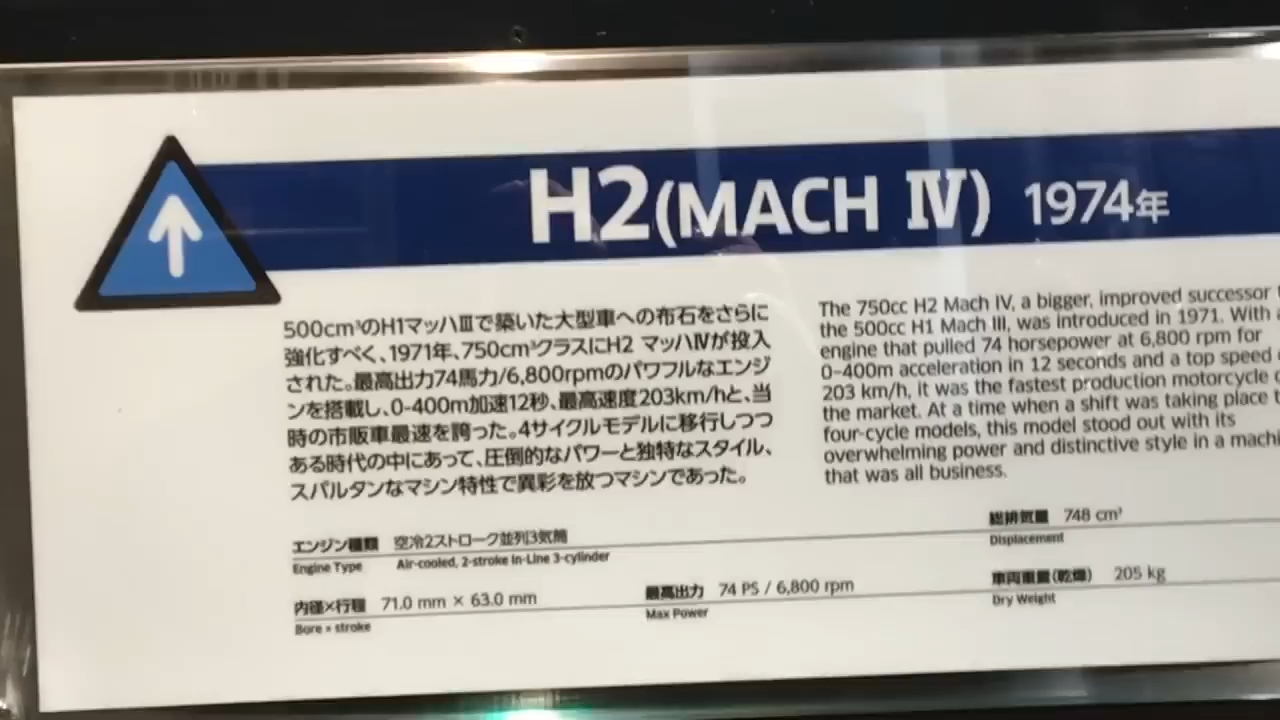 H2(MACH Ⅳ) 1974年
500cm³のH1マッハⅢで築いた大型車への布石をさらに
強化すべく、1971年、750cm³クラスにH2 マッハⅣが投入
された。最高出力74馬力/6,800rpmのパワフルなエンジ
ンを搭載し、0-400m加速12秒、最高速度203km/hと、当
時の市販車最速を誇った。4サイクルモデルに移行しつつ
ある時代の中にあって、圧倒的なパワーと独特なスタイル、
スパルタンなマシン特性で異彩を放つマシンであった。
The 750cc H2 Mach IV, a bigger, improved successor
the 500cc H1 Mach III, was introduced in 1971. With
engine that pulled 74 horsepower at 6,800 rpm for
0-400m acceleration in 12 seconds and a top speed
203 km/h, it was the fastest production motorcycle
the market. At a time when a shift was taking place
four-cycle models, this model stood out with its
overwhelming power and distinctive style in a
that was all business.
エンジン種類 空冷2ストローク並列3気筒
Engine Type Air-cooled, 2-stroke In-Line 3-cylinder
総排気量 748 cm³
Displacement
内径×行程 71.0 mm × 63.0 mm
Bore × stroke
最高出力 74 PS / 6,800 rpm
Max Power
車両重量(乾燥) 205 kg
Dry Weight